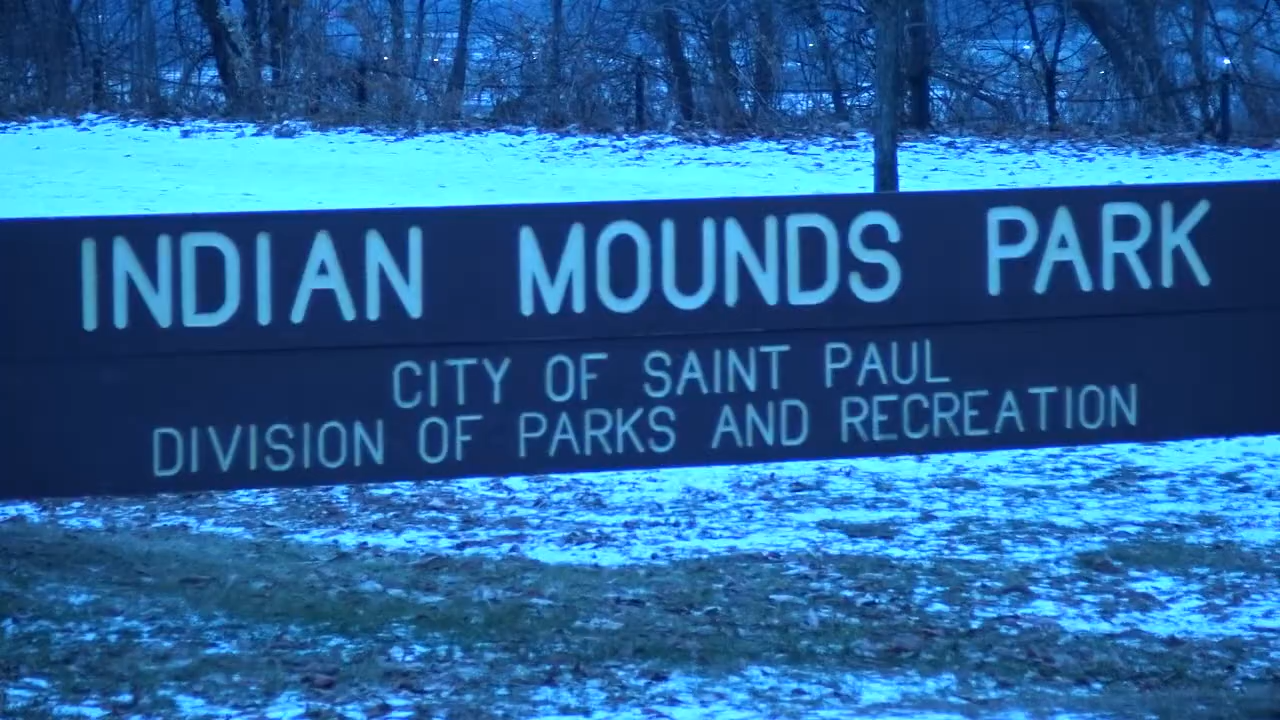 INDIAN MOUNDS PARK
CITY OF SAINT PAUL
DIVISION OF PARKS AND RECREATION